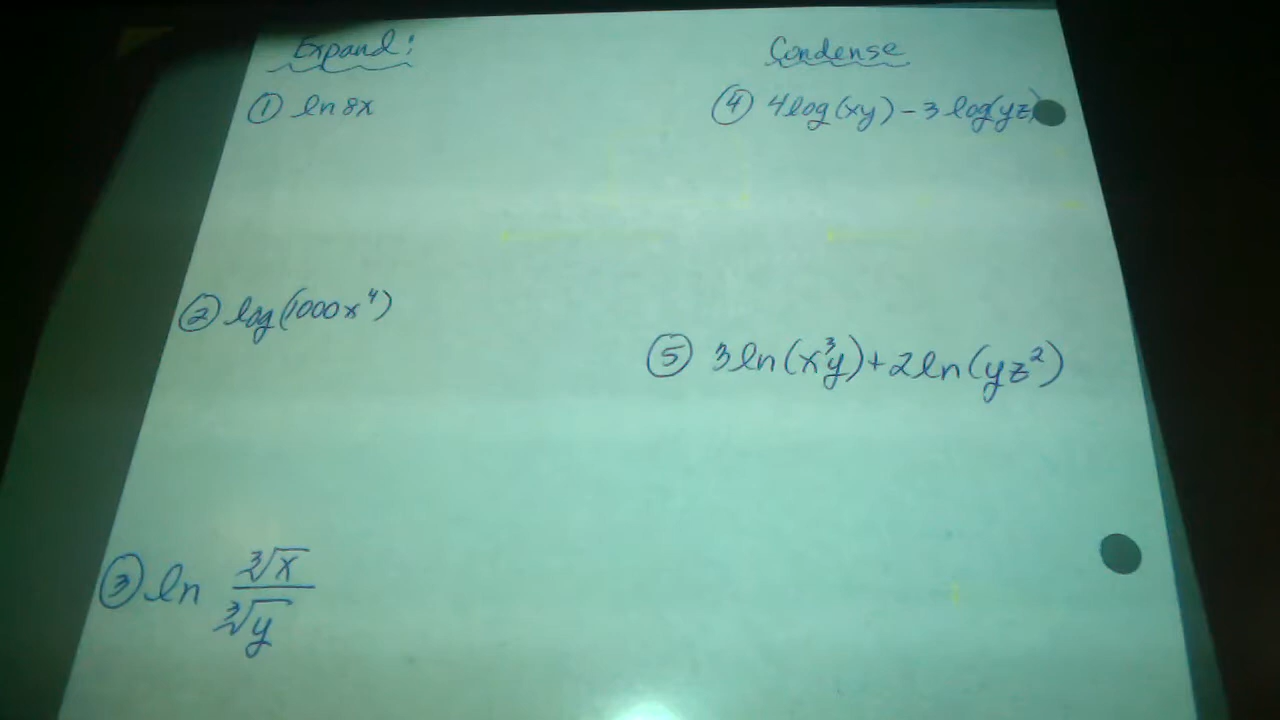 Expand:
① ln 8x
② log(1000x⁴)
③ ln ∛x / ∛y
Condense
④ 4log(xy) - 3 log(yz)
⑤ 3ln(x³y)+2ln(yz²)